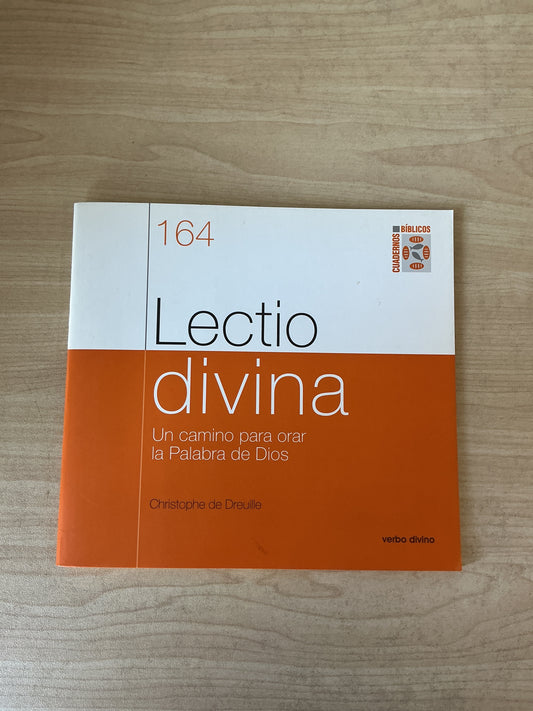 164
CUADERNOS
BÍBLICOS
Lectio
divina
Un camino para orar
la Palabra de Dios
Christophe de Dreuille
verbo divino